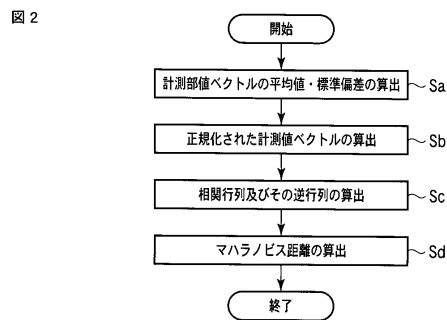 図2
開始
計測部値ベクトルの平均値・標準偏差の算出 Sa
正規化された計測値ベクトルの算出 Sb
相関行列及びその逆行列の算出 Sc
マハラノビス距離の算出 Sd
終了